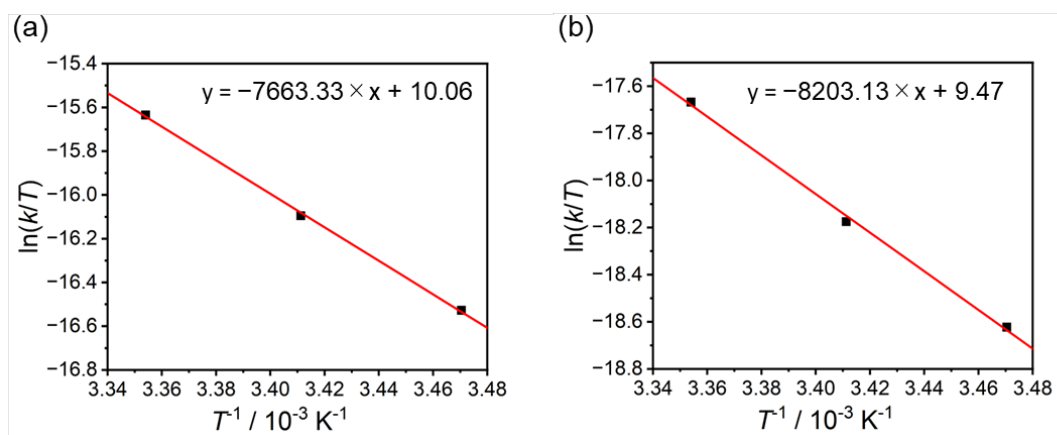 (a)
y = −7663.33 × x + 10.06
ln(k/T)
−15.4
−15.6
−15.8
−16.0
−16.2
−16.4
−16.6
−16.8
3.34 3.36 3.38 3.40 3.42 3.44 3.46 3.48
T⁻¹ / 10⁻³ K⁻¹
(b)
y = −8203.13 × x + 9.47
ln(k/T)
−17.6
−17.8
−18.0
−18.2
−18.4
−18.6
−18.8
3.34 3.36 3.38 3.40 3.42 3.44 3.46 3.48
T⁻¹ / 10⁻³ K⁻¹